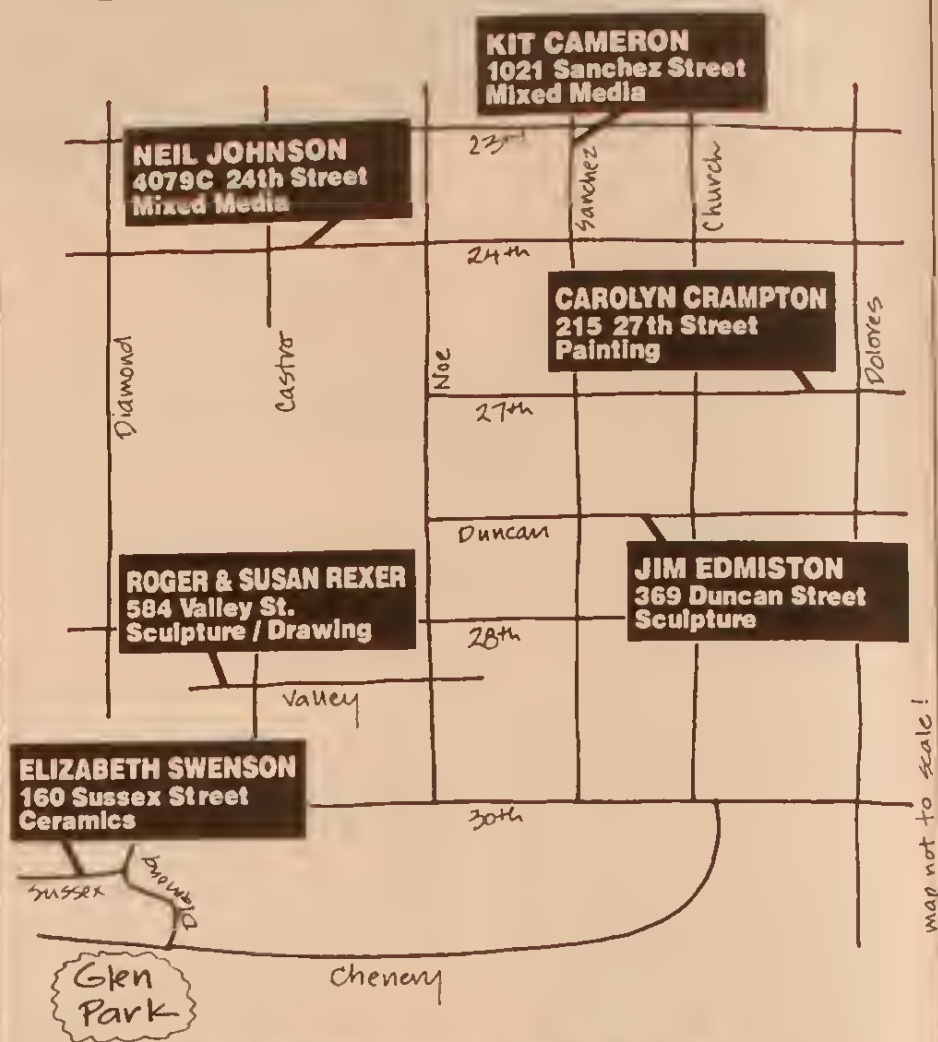 KIT CAMERON
1021 Sanchez Street
Mixed Media
NEIL JOHNSON
4079C 24th Street
Mixed Media
23rd
Sanchez
Church
24th
CAROLYN CRAMPTON
215 27th Street
Painting
Diamond
Castro
Noe
Dolores
27th
Duncan
JIM EDMISTON
369 Duncan Street
Sculpture
ROGER & SUSAN REXER
584 Valley St.
Sculpture / Drawing
28th
Valley
ELIZABETH SWENSON
160 Sussex Street
Ceramics
30th
map not to scale!
Sussex
Diamond
Chenery
Glen
Park